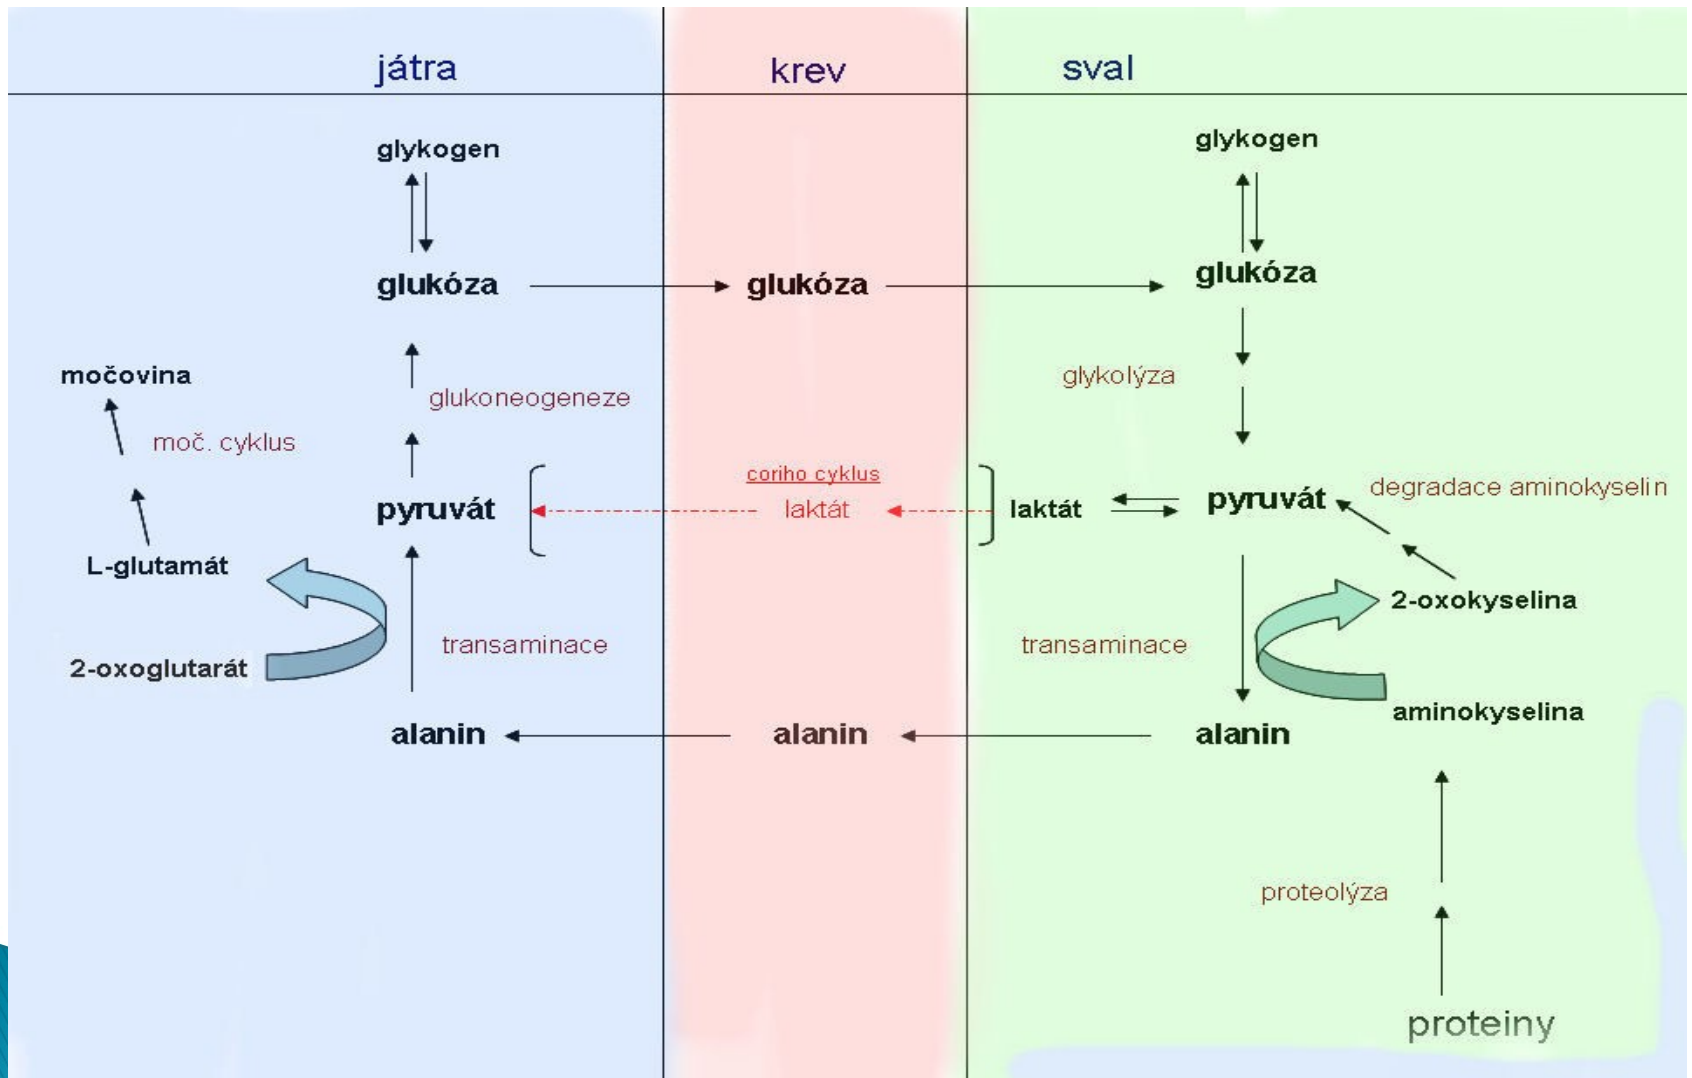 játra
krev
sval
glykogen
glykogen
glukóza
glukóza
glukóza
močovina
glukoneogeneze
glykolýza
moč. cyklus
coriho cyklus
degradace aminokyselin
pyruvát
laktát
laktát
pyruvát
L-glutamát
2-oxokyselina
2-oxoglutarát
transaminace
transaminace
aminokyselina
alanin
alanin
alanin
proteolýza
proteiny